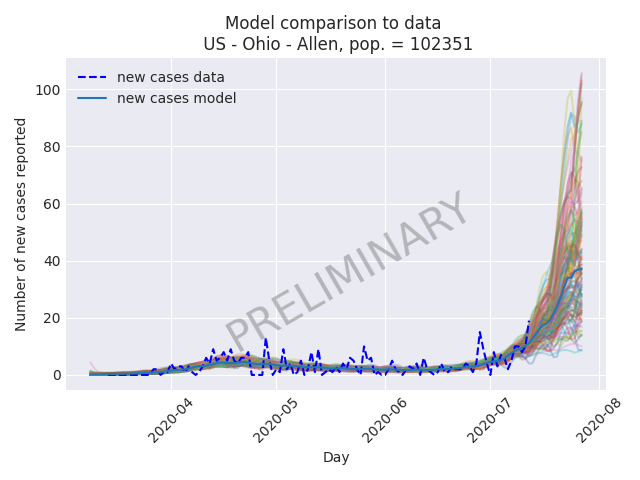 Model comparison to data
US - Ohio - Allen, pop. = 102351
new cases data
new cases model
Number of new cases reported
100
80
60
40
20
0
PRELIMINARY
2020-04
2020-05
2020-06
2020-07
2020-08
Day